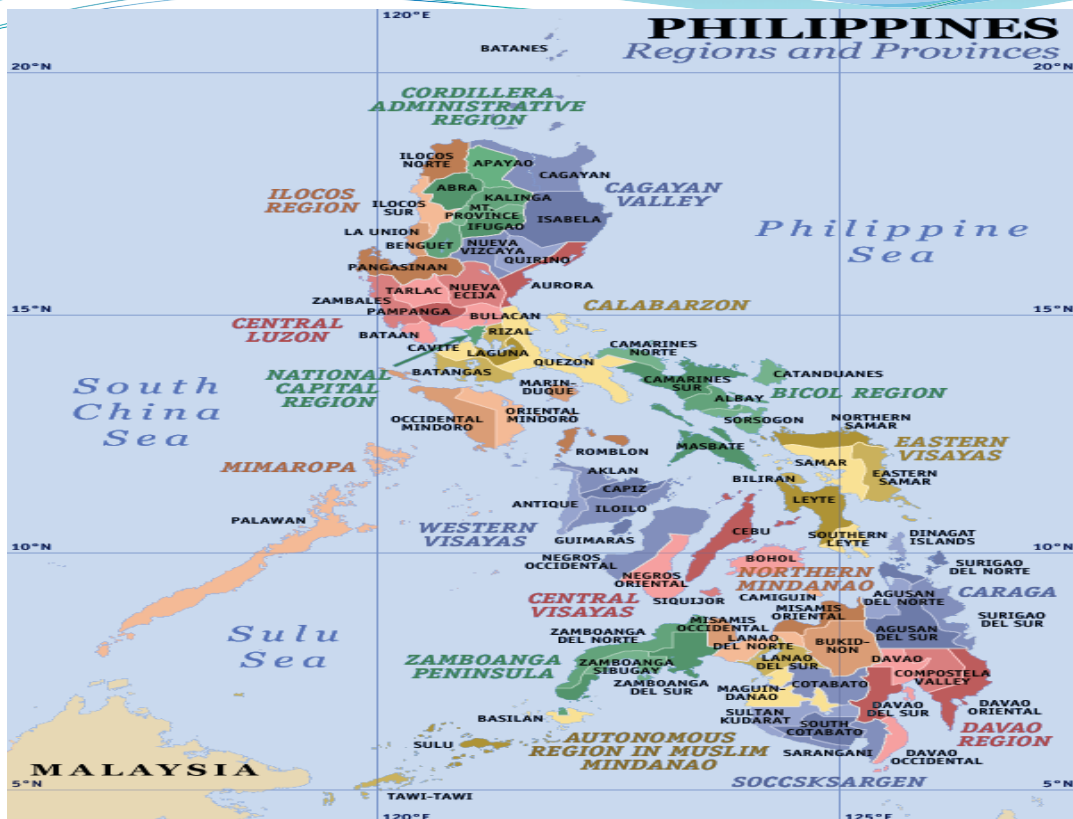 120°E
PHILIPPINES
Regions and Provinces
BATANES
20°N
20°N
CORDILLERA
ADMINISTRATIVE
REGION
ILOCOS
NORTE
APAYAO
CAGAYAN
CAGAYAN
VALLEY
ABRA
KALINGA
ILOCOS
REGION
ILOCOS
SUR
MT.
PROVINCE
ISABELA
IFUGAO
LA UNION
BENGUET
NUEVA
VIZCAYA
QUIRINO
Philippine
Sea
PANGASINAN
TARLAC
NUEVA
ECIJA
AURORA
ZAMBALES
PAMPANGA
BULACAN
CALABARZON
15°N
15°N
CENTRAL
LUZON
BATAAN
RIZAL
CAVITE
LAGUNA
QUEZON
CAMARINES
NORTE
NATIONAL
CAPITAL
REGION
BATANGAS
MARIN-
DUQUE
CAMARINES
SUR
CATANDUANES
BICOL REGION
ALBAY
South
China
Sea
OCCIDENTAL
MINDORO
ORIENTAL
MINDORO
SORSOGON
NORTHERN
SAMAR
ROMBLON
MASBATE
EASTERN
VISAYAS
MIMAROPA
AKLAN
SAMAR
BILIRAN
EASTERN
SAMAR
CAPIZ
ANTIQUE
ILOILO
LEYTE
PALAWAN
WESTERN
VISAYAS
GUIMARAS
CEBU
SOUTHERN
LEYTE
DINAGAT
ISLANDS
10°N
10°N
NEGROS
OCCIDENTAL
BOHOL
SURIGAO
DEL NORTE
NEGROS
ORIENTAL
NORTHERN
MINDANAO
CARAGA
CENTRAL
VISAYAS
SIQUIJOR
CAMIGUIN
AGUSAN
DEL NORTE
MISAMIS
ORIENTAL
SURIGAO
DEL SUR
Sulu
Sea
ZAMBOANGA
DEL NORTE
MISAMIS
OCCIDENTAL
AGUSAN
DEL SUR
LANAO
DEL NORTE
BUKID-
NON
ZAMBOANGA
PENINSULA
ZAMBOANGA
SIBUGAY
LANAO
DEL SUR
DAVAO
COMPOSTELA
VALLEY
ZAMBOANGA
DEL SUR
MAGUIN-
DANAO
COTABATO
BASILAN
SULTAN
KUDARAT
DAVAO
DEL SUR
DAVAO
ORIENTAL
SOUTH
COTABATO
DAVAO
REGION
SULU
AUTONOMOUS
REGION IN MUSLIM
MINDANAO
SARANGANI
DAVAO
OCCIDENTAL
MALAYSIA
SOCCSKSARGEN
5°N
5°N
TAWI-TAWI
120°E
125°E